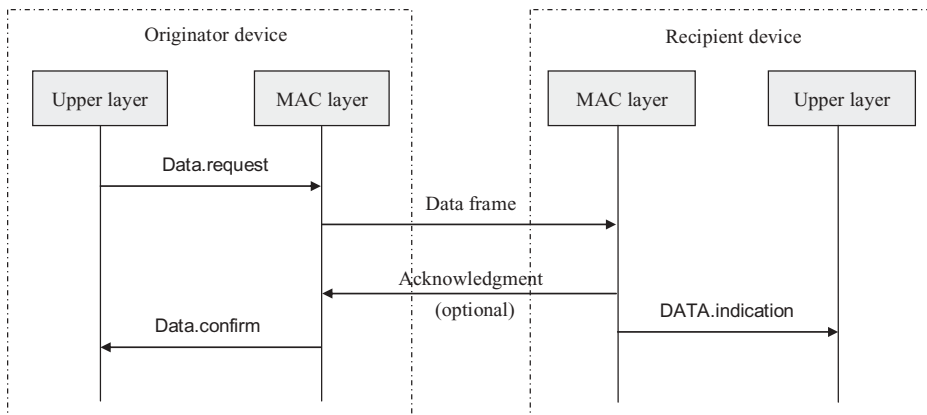 Originator device
Recipient device
Upper layer
MAC layer
MAC layer
Upper layer
Data.request
Data frame
Acknowledgment
(optional)
DATA.indication
Data.confirm